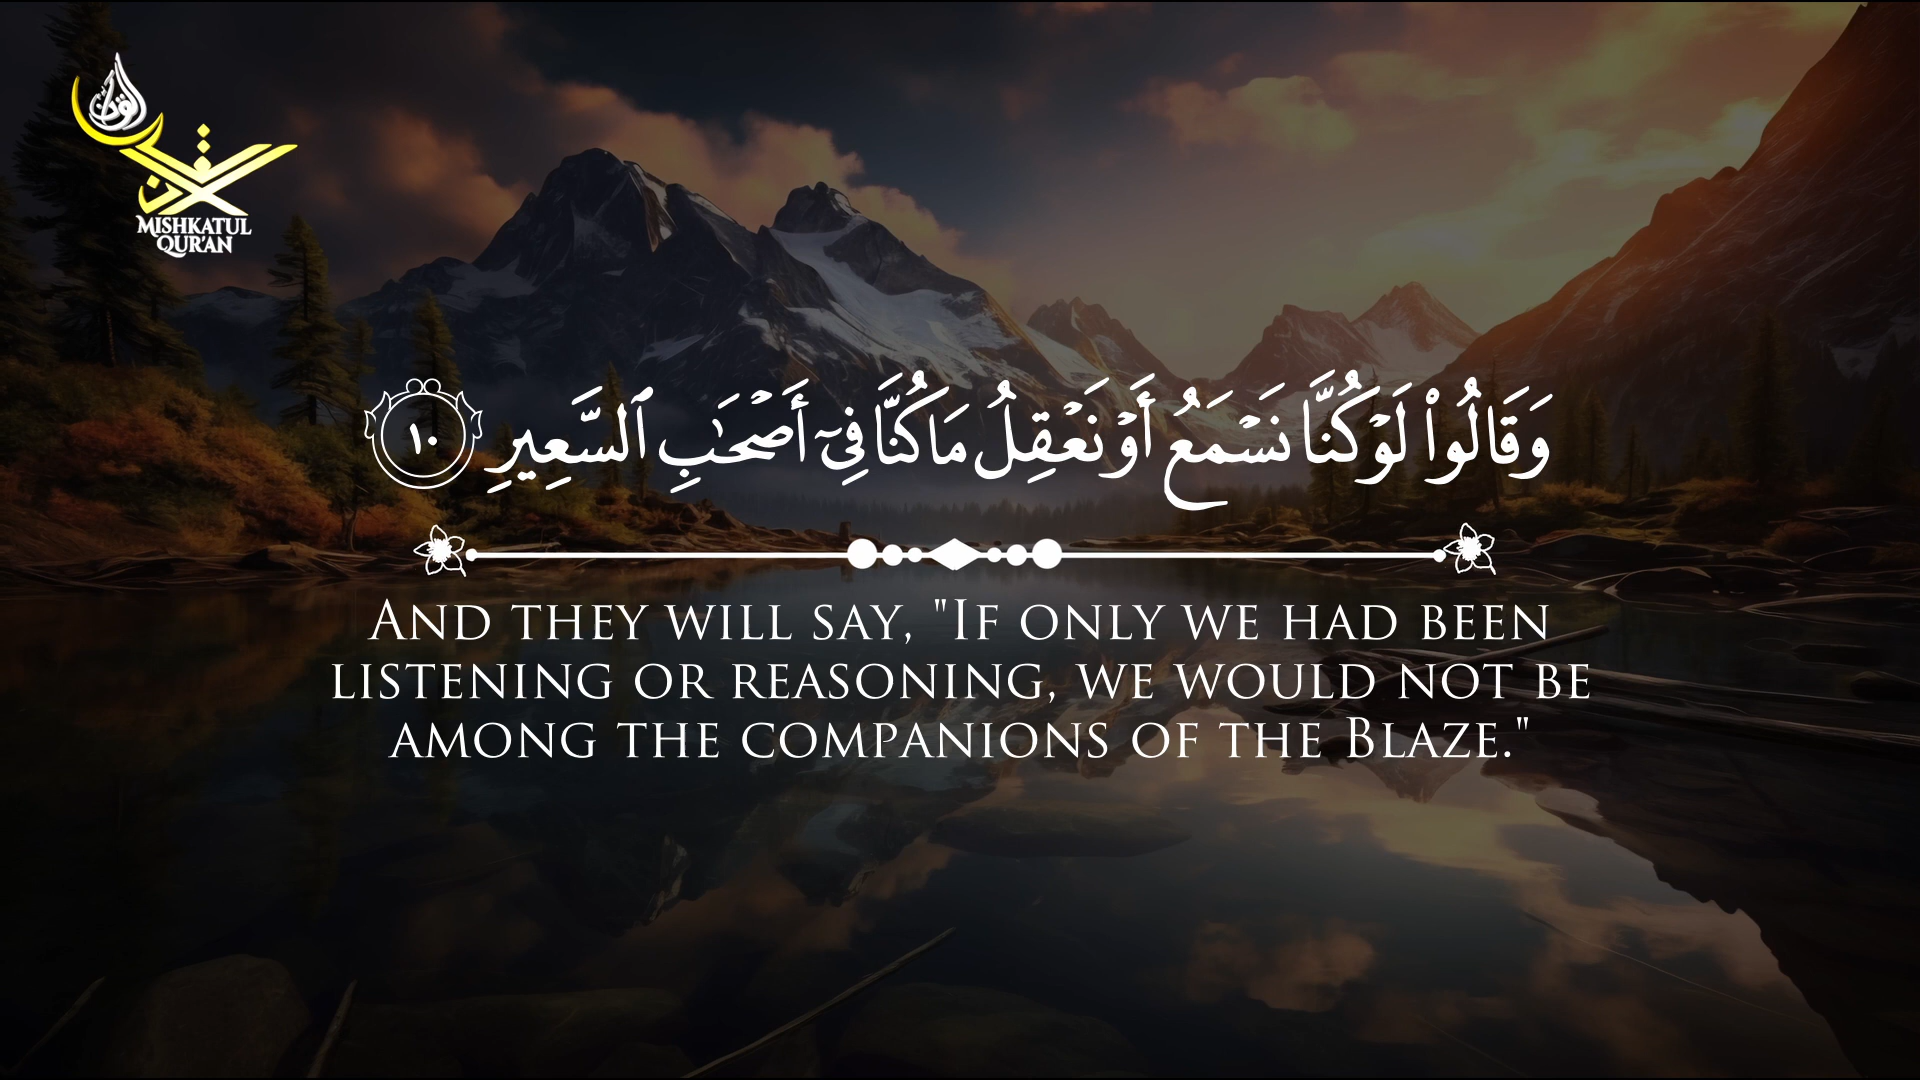 القرآن
MISHKATUL
QUR'AN
وَقَالُوا۟ لَوْ كُنَّا نَسْمَعُ أَوْ نَعْقِلُ مَا كُنَّا فِىٓ أَصْحَٰبِ ٱلسَّعِيرِ ١٠
AND THEY WILL SAY, "IF ONLY WE HAD BEEN
LISTENING OR REASONING, WE WOULD NOT BE
AMONG THE COMPANIONS OF THE BLAZE."